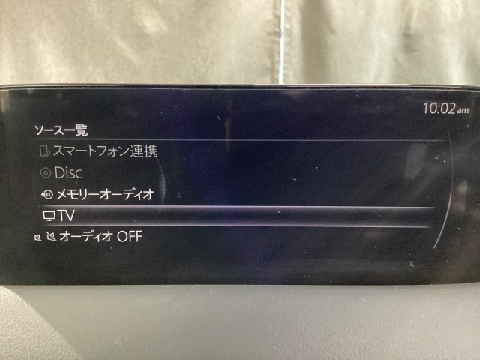 10:02am
ソース一覧
スマートフォン連携
Disc
メモリーオーディオ
TV
オーディオ OFF